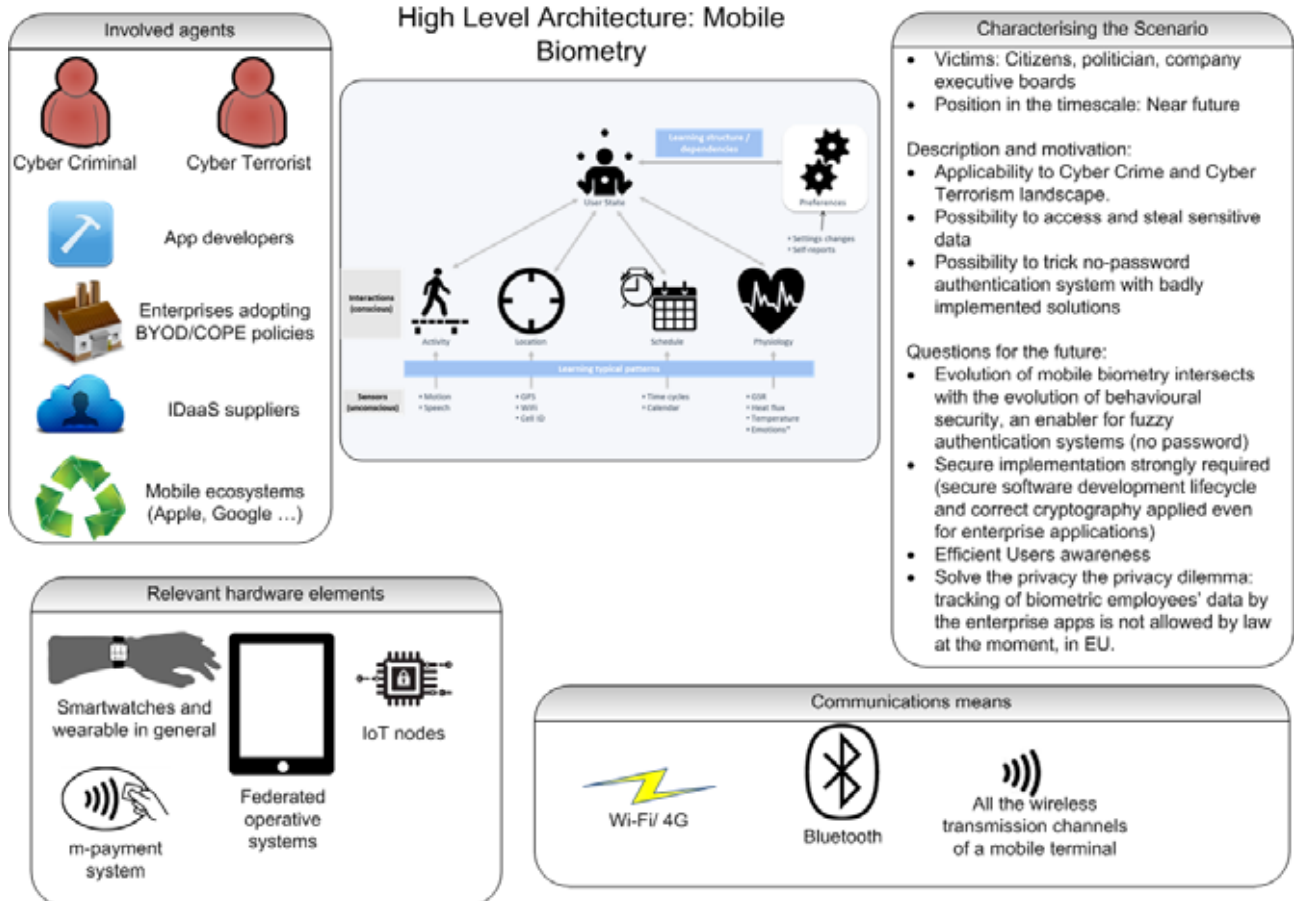 High Level Architecture: Mobile
Biometry
Involved agents
Cyber Criminal
Cyber Terrorist
App developers
Enterprises adopting
BYOD/COPE policies
IDaaS suppliers
Mobile ecosystems
(Apple, Google ...)
Learning structure /
dependencies
User State
Preferences
• Settings changes
• Self-reports
Interactions
(conscious)
Activity
Location
Schedule
Physiology
Learning typical patterns
Sensors
(unconscious)
• Motion
• Speech
• GPS
• Wifi
• Cell ID
• Time cycles
• Calendar
• GSR
• Heat flux
• Temperature
• Emotions*
Characterising the Scenario
• Victims: Citizens, politician, company
executive boards
• Position in the timescale: Near future
Description and motivation:
• Applicability to Cyber Crime and Cyber
Terrorism landscape.
• Possibility to access and steal sensitive
data
• Possibility to trick no-password
authentication system with badly
implemented solutions
Questions for the future:
• Evolution of mobile biometry intersects
with the evolution of behavioural
security, an enabler for fuzzy
authentication systems (no password)
• Secure implementation strongly required
(secure software development lifecycle
and correct cryptography applied even
for enterprise applications)
• Efficient Users awareness
• Solve the privacy the privacy dilemma:
tracking of biometric employees' data by
the enterprise apps is not allowed by law
at the moment, in EU.
Relevant hardware elements
Smartwatches and
wearable in general
IoT nodes
m-payment
system
Federated
operative
systems
Communications means
Wi-Fi/ 4G
Bluetooth
All the wireless
transmission channels
of a mobile terminal